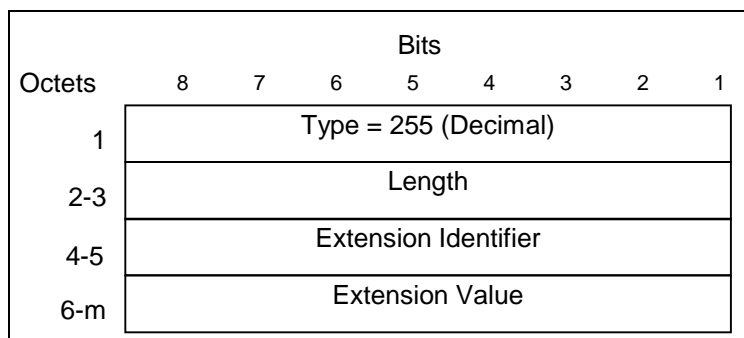 Bits
Octets 8 7 6 5 4 3 2 1
1 Type = 255 (Decimal)
2-3 Length
4-5 Extension Identifier
6-m Extension Value